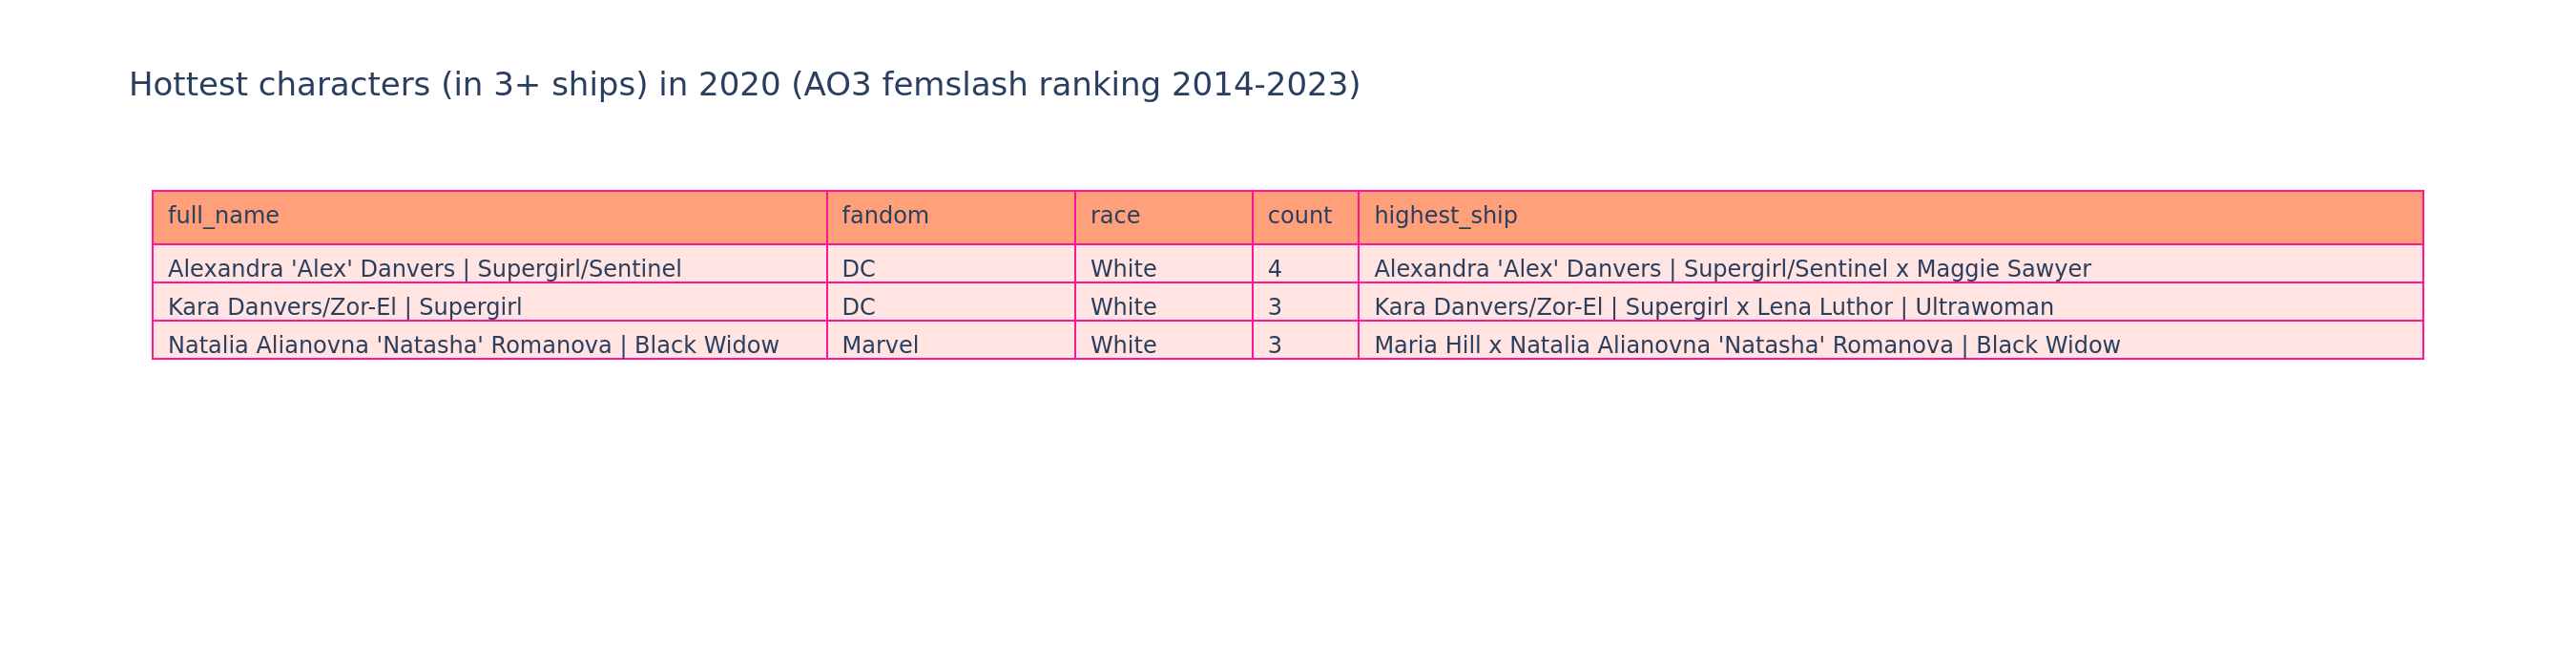 Hottest characters (in 3+ ships) in 2020 (AO3 femslash ranking 2014-2023)
full_name fandom race count highest_ship
Alexandra 'Alex' Danvers | Supergirl/Sentinel DC White 4 Alexandra 'Alex' Danvers | Supergirl/Sentinel x Maggie Sawyer
Kara Danvers/Zor-El | Supergirl DC White 3 Kara Danvers/Zor-El | Supergirl x Lena Luthor | Ultrawoman
Natalia Alianovna 'Natasha' Romanova | Black Widow Marvel White 3 Maria Hill x Natalia Alianovna 'Natasha' Romanova | Black Widow